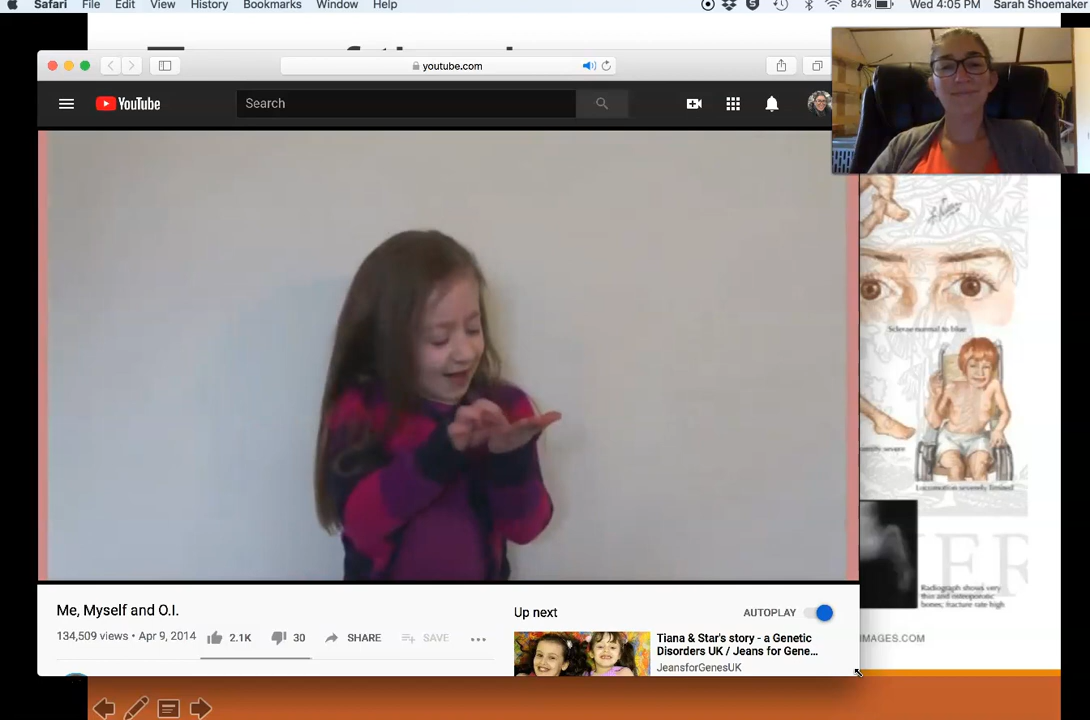 Safari File Edit View History Bookmarks Window Help 84% Wed 4:05 PM Sarah Shoemaker
youtube.com
YouTube
Search
Sclerae normal to blue
Locomotion severely limited
Radiograph shows very
thin and osteoporotic
bones; fracture rate high
IMAGES.COM
Me, Myself and O.I.
134,509 views • Apr 9, 2014 2.1K 30 SHARE SAVE
Up next AUTOPLAY
Tiana & Star's story - a Genetic
Disorders UK / Jeans for Gene...
JeansforGenesUK